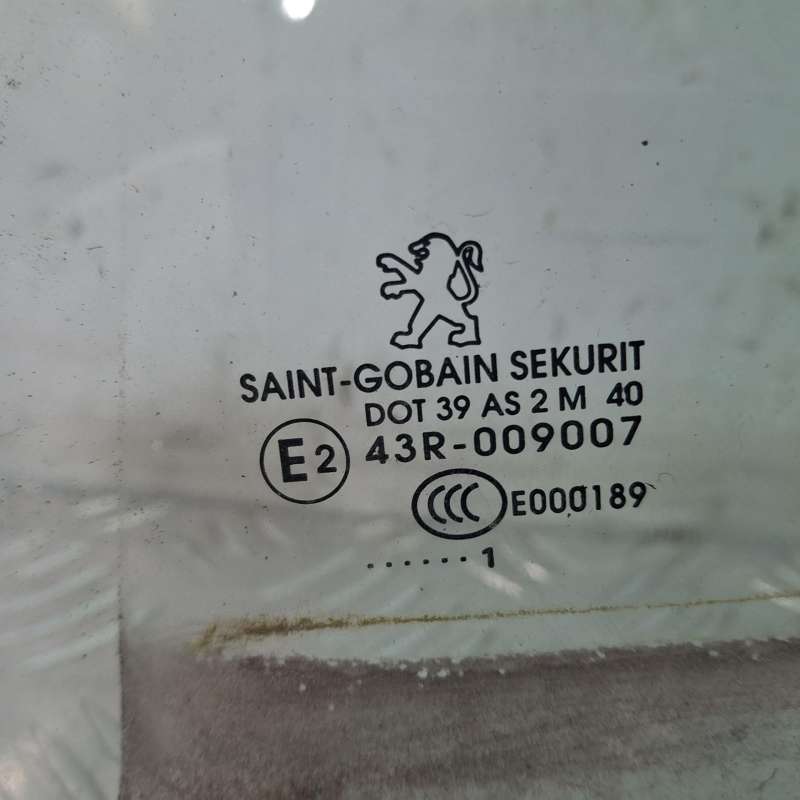 SAINT-GOBAIN SEKURIT
DOT 39 AS 2 M 40
E2 43R-009007
CCC E000189
......1